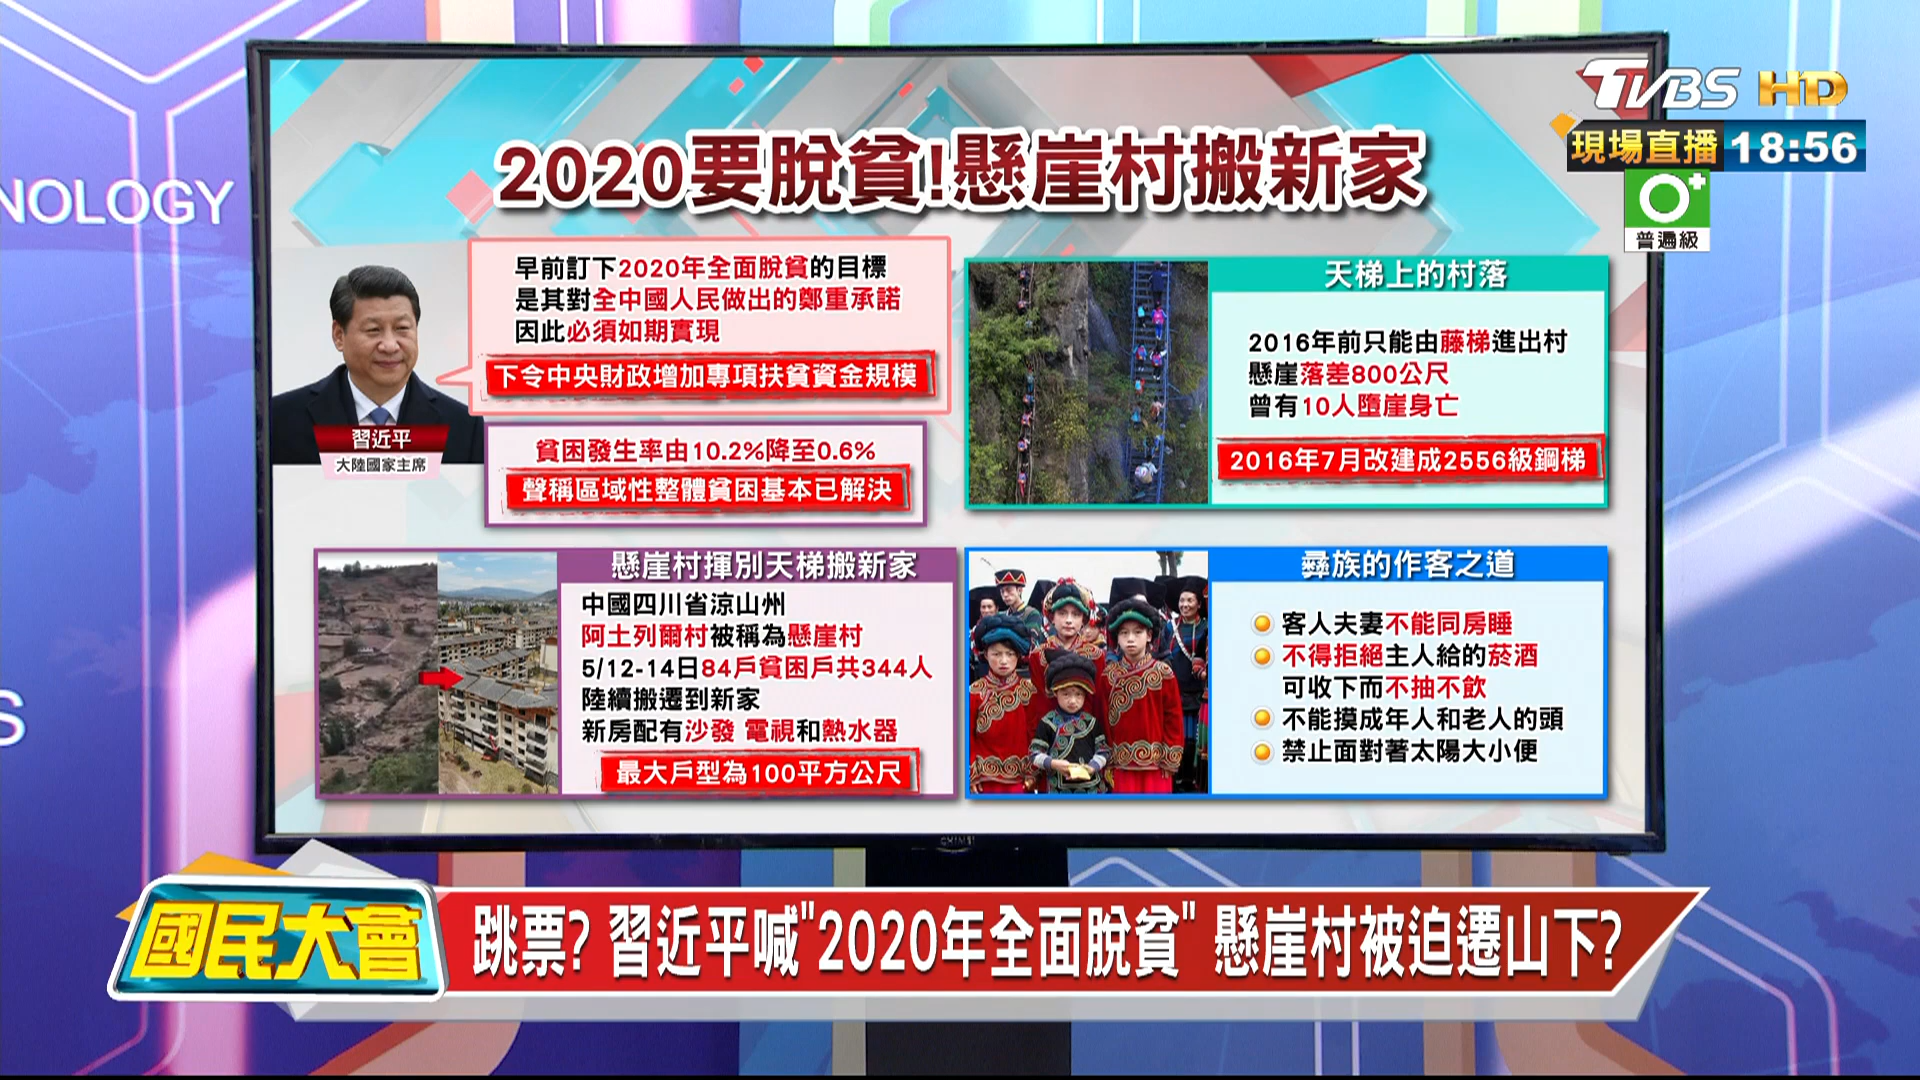 TVBS HD
現場直播 18:56
普遍級
NOLOGY
S
2020要脫貧!懸崖村搬新家
早前訂下2020年全面脫貧的目標
是其對全中國人民做出的鄭重承諾
因此必須如期實現
下令中央財政增加專項扶貧資金規模
習近平
大陸國家主席
貧困發生率由10.2%降至0.6%
聲稱區域性整體貧困基本已解決
天梯上的村落
2016年前只能由藤梯進出村
懸崖落差800公尺
曾有10人墮崖身亡
2016年7月改建成2556級鋼梯
懸崖村揮別天梯搬新家
中國四川省涼山州
阿土列爾村被稱為懸崖村
5/12-14日84戶貧困戶共344人
陸續搬遷到新家
新房配有沙發 電視和熱水器
最大戶型為100平方公尺
彝族的作客之道
客人夫妻不能同房睡
不得拒絕主人給的菸酒
可收下而不抽不飲
不能摸成年人和老人的頭
禁止面對著太陽大小便
CHIMEI
國民大會
跳票? 習近平喊"2020年全面脫貧" 懸崖村被迫遷山下?